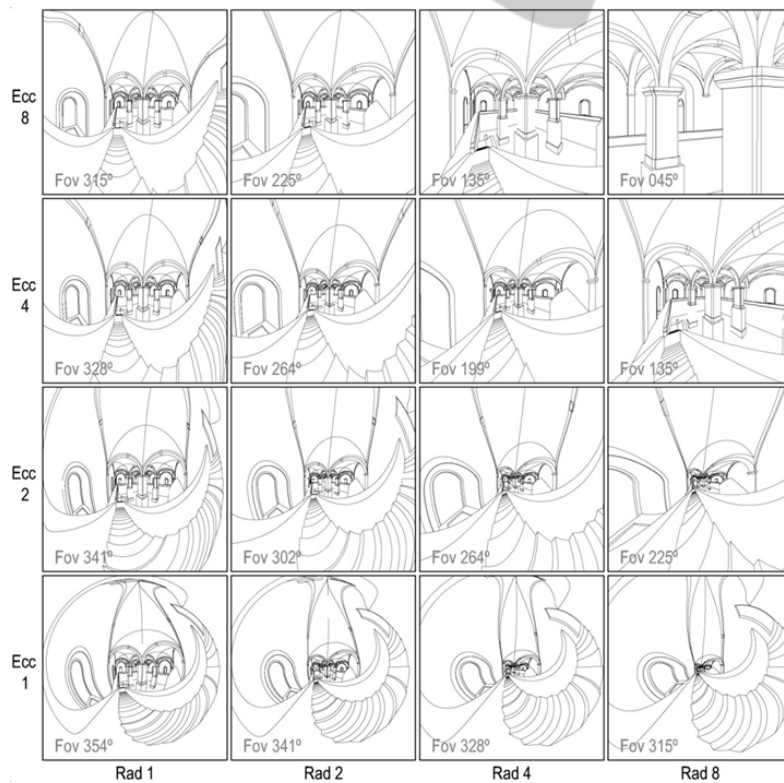 Ecc
8
Fov 315º
Fov 225º
Fov 135º
Fov 045º
Ecc
4
Fov 328º
Fov 264º
Fov 199º
Fov 135º
Ecc
2
Fov 341º
Fov 302º
Fov 264º
Fov 225º
Ecc
1
Fov 354º
Fov 341º
Fov 328º
Fov 315º
Rad 1
Rad 2
Rad 4
Rad 8